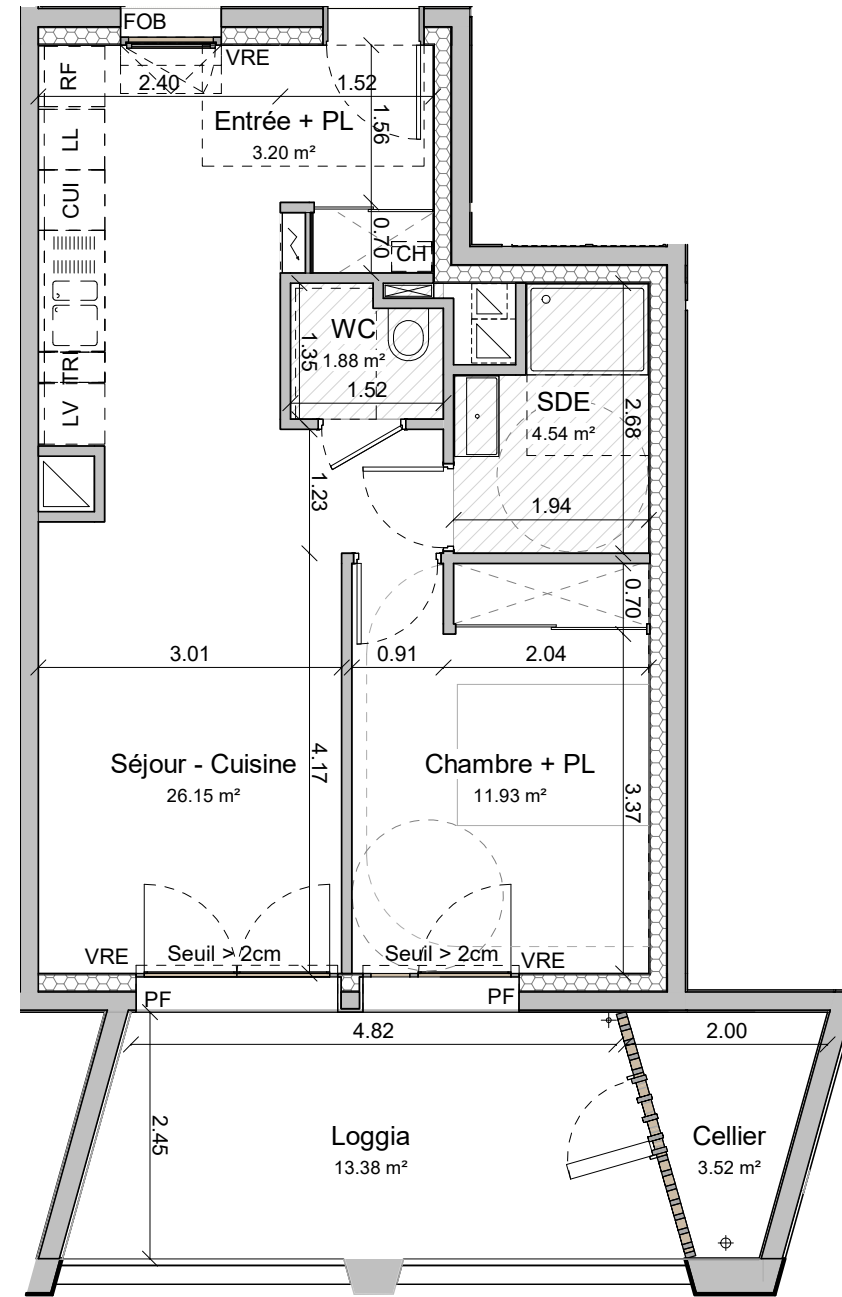 FOB
VRE
RF
2.40
1.52
Entrée + PL
3.20 m²
1.56
LL
CUI
0.70
CH
WC
1.88 m²
1.35
1.52
TRI
LV
SDE
4.54 m²
2.68
1.94
1.23
0.70
3.01
0.91
2.04
Séjour - Cuisine
26.15 m²
4.17
Chambre + PL
11.93 m²
3.37
VRE
Seuil > 2cm
Seuil > 2cm
VRE
PF
PF
4.82
2.00
2.45
Loggia
13.38 m²
Cellier
3.52 m²